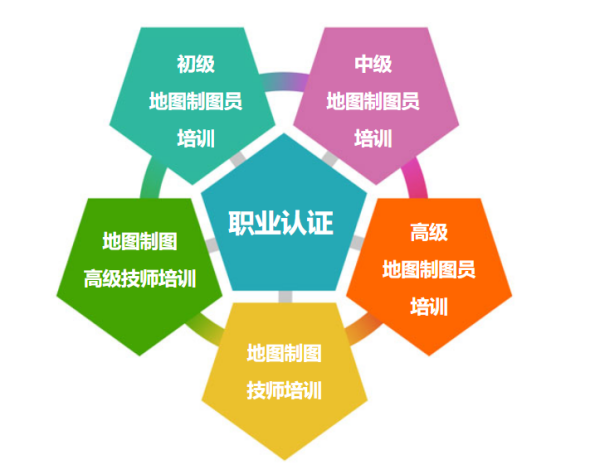 初级
地图制图员
培训
中级
地图制图员
培训
职业认证
地图制图
高级技师培训
高级
地图制图员
培训
地图制图
技师培训